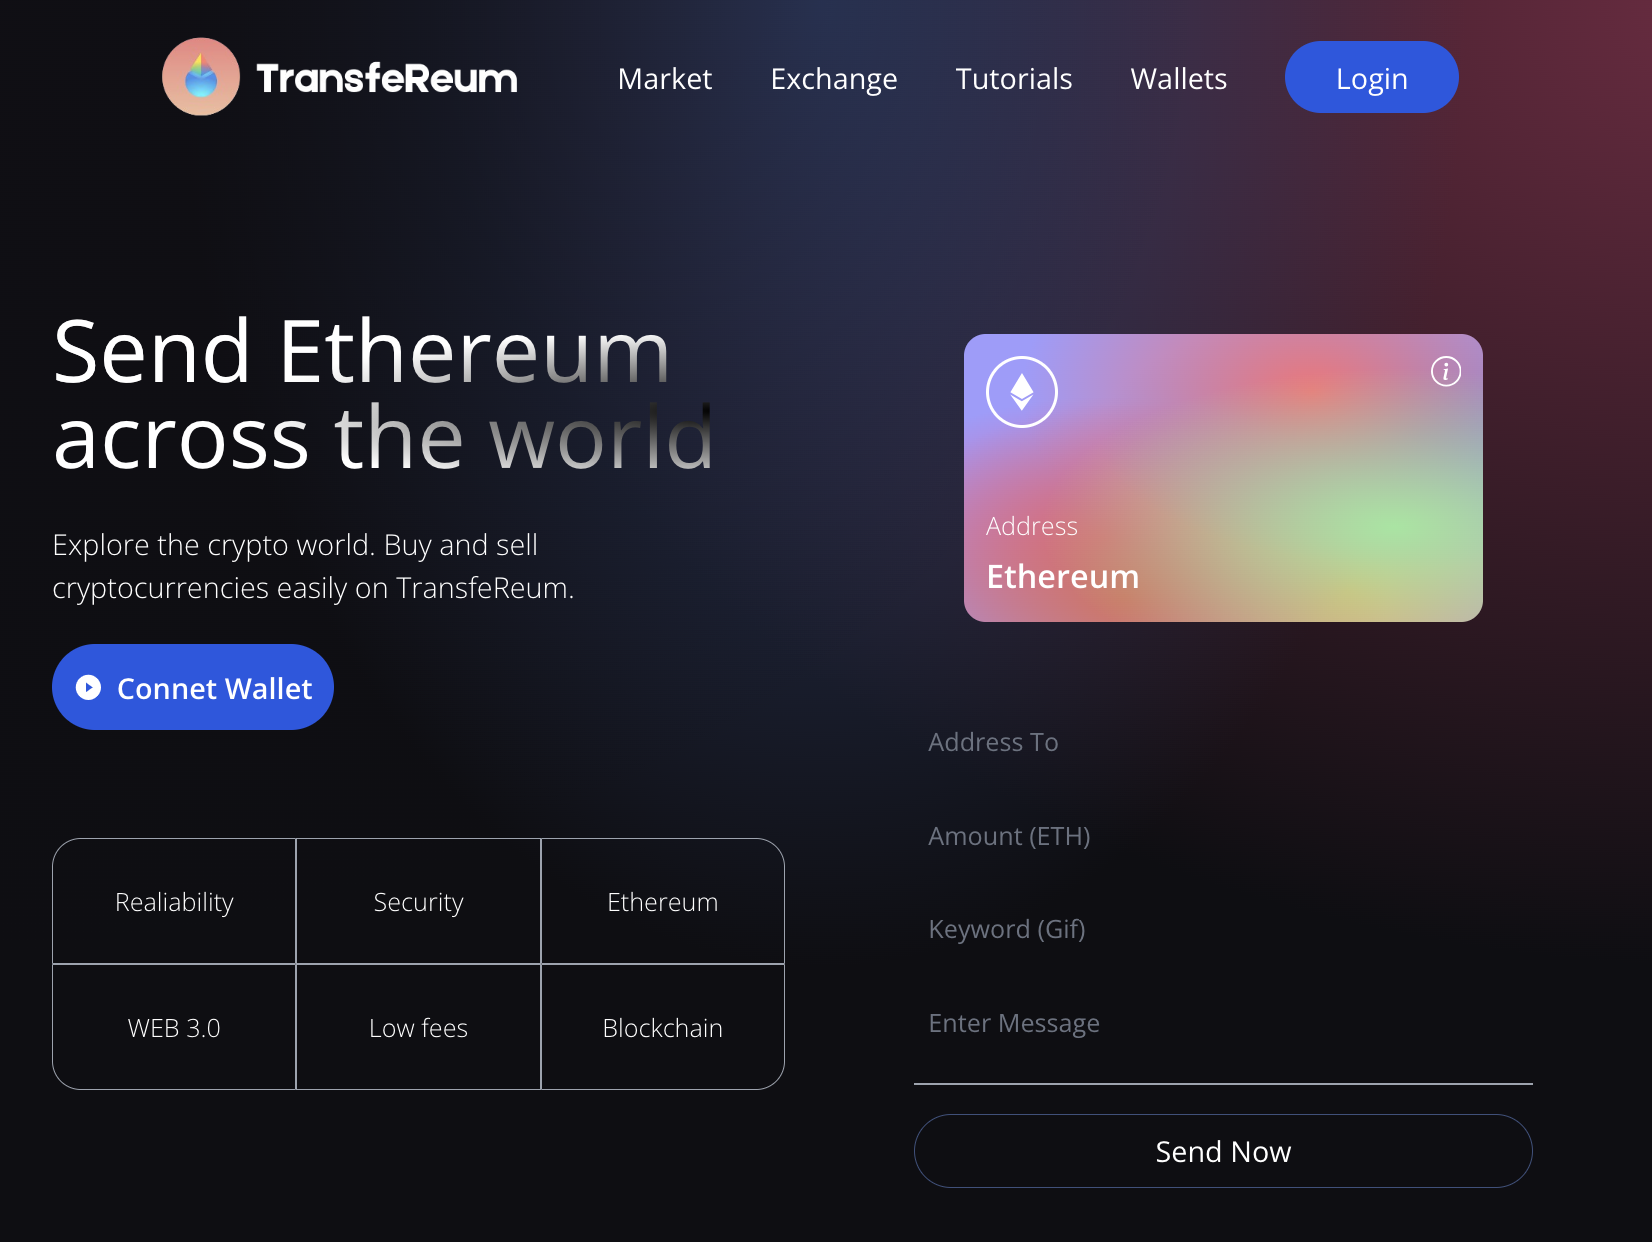 TransfeReum
Market
Exchange
Tutorials
Wallets
Login
Send Ethereum
across the world
Explore the crypto world. Buy and sell
cryptocurrencies easily on TransfeReum.
Connet Wallet
Realiability
Security
Ethereum
WEB 3.0
Low fees
Blockchain
i
Address
Ethereum
Address To
Amount (ETH)
Keyword (Gif)
Enter Message
Send Now